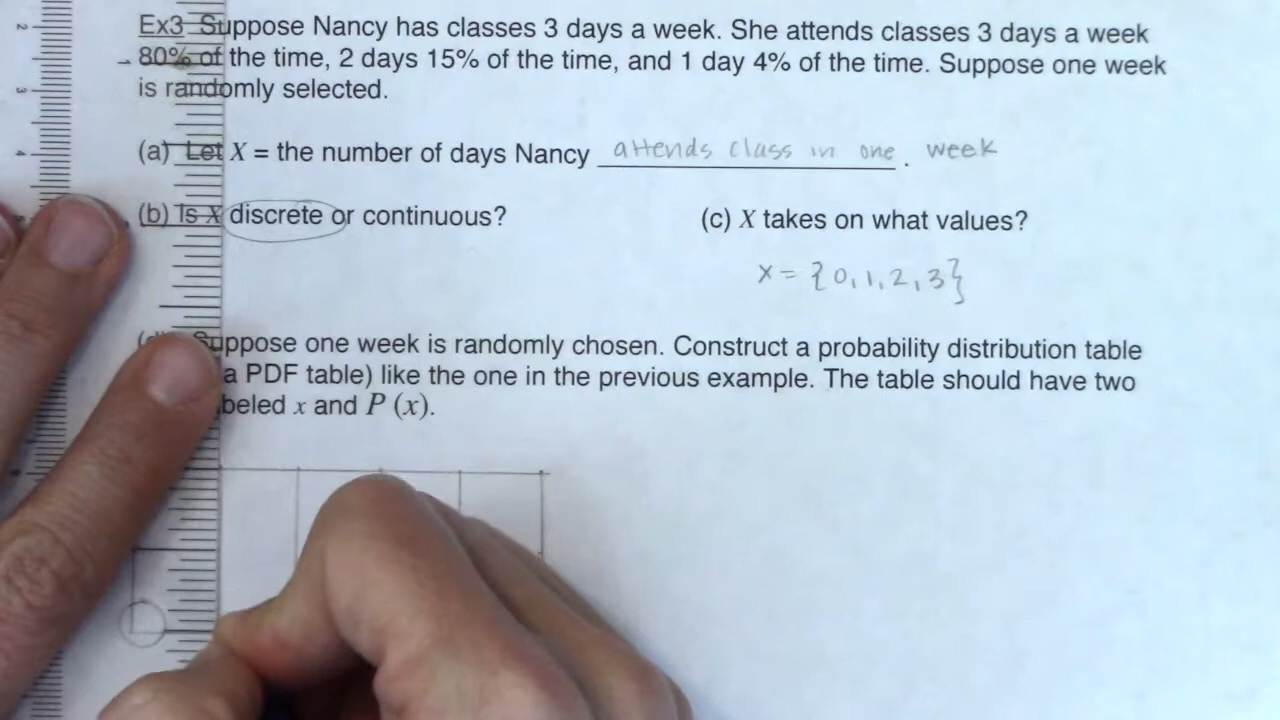 Ex3 Suppose Nancy has classes 3 days a week. She attends classes 3 days a week
80% of the time, 2 days 15% of the time, and 1 day 4% of the time. Suppose one week
is randomly selected.
(a) Let X = the number of days Nancy attends class in one . week
(b) Is X discrete or continuous?
(c) X takes on what values?
x = {0,1,2,3}
Suppose one week is randomly chosen. Construct a probability distribution table
a PDF table) like the one in the previous example. The table should have two
beled x and P (x).
2
3
4